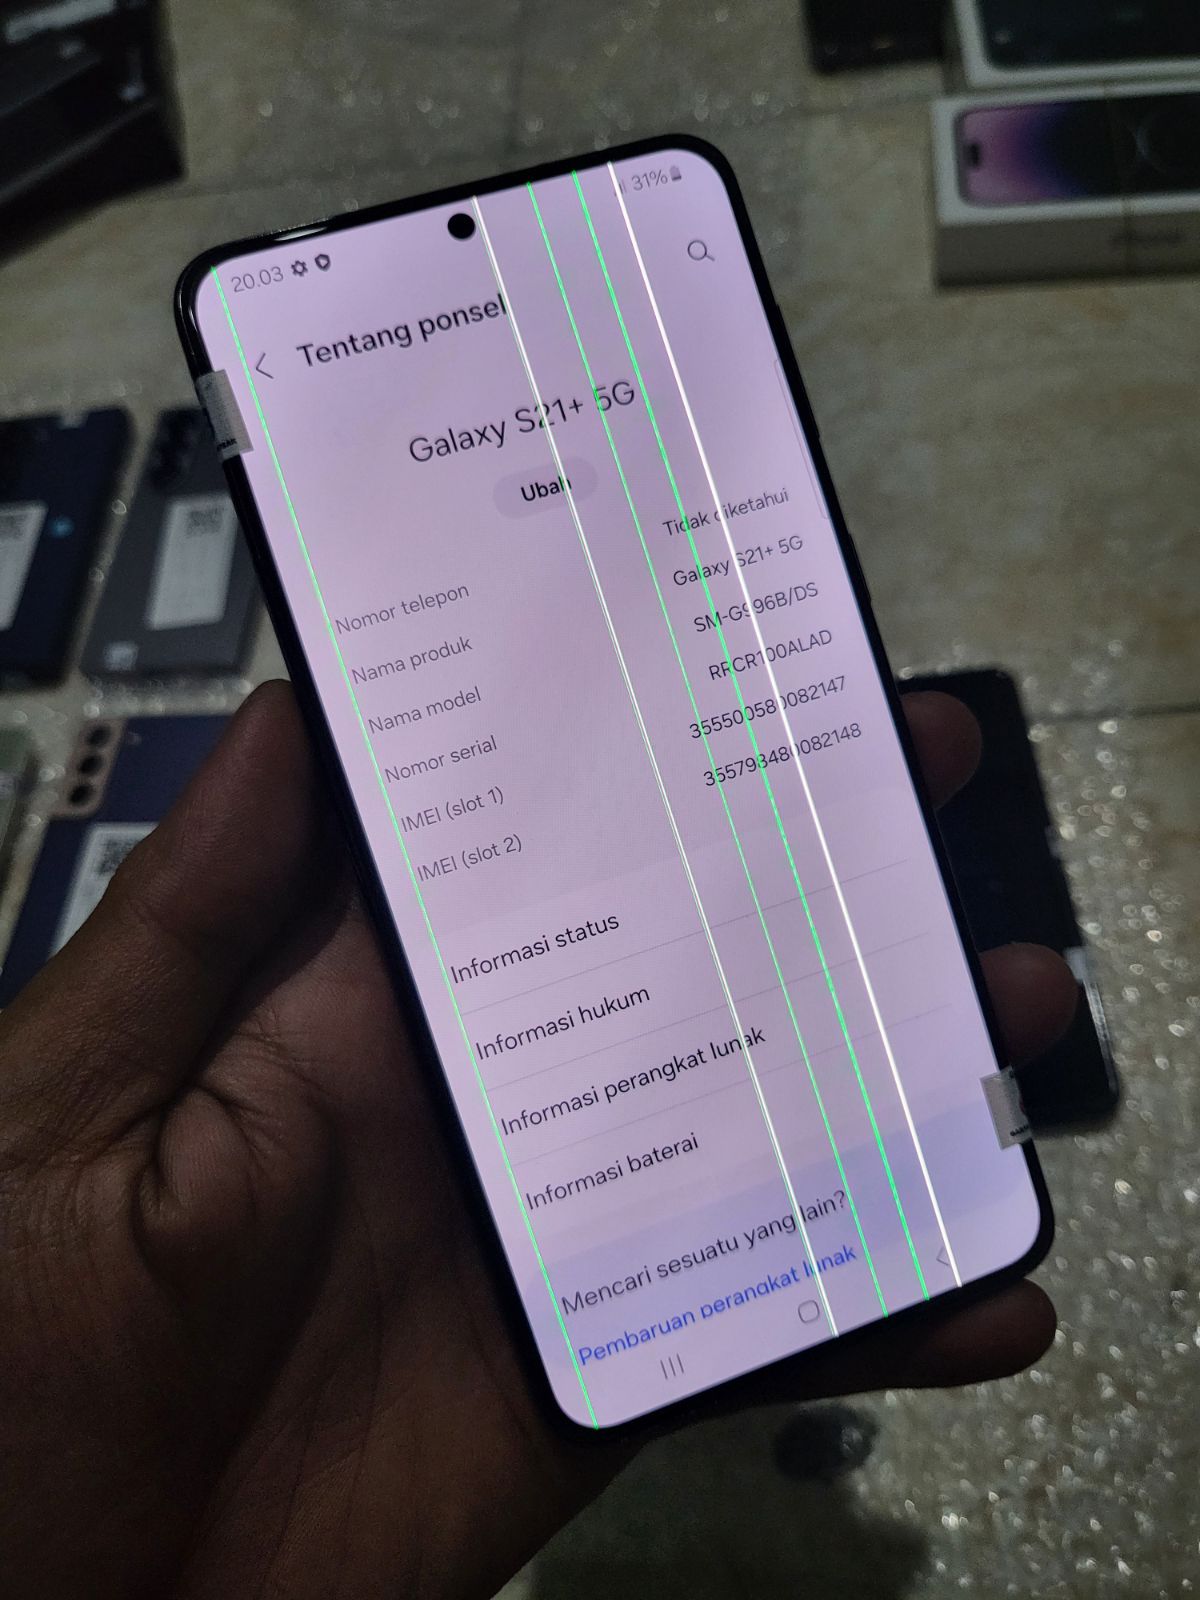 20.03
31%
Tentang ponsel
Galaxy S21+ 5G
Ubah
Nomor telepon Tidak diketahui
Nama produk Galaxy S21+ 5G
Nama model SM-G996B/DS
Nomor serial RRCR100ALAD
IMEI (slot 1) 355500580082147
IMEI (slot 2) 355798480082148
Informasi status
Informasi hukum
Informasi perangkat lunak
Informasi baterai
Mencari sesuatu yang lain?
Pembaruan perangkat lunak